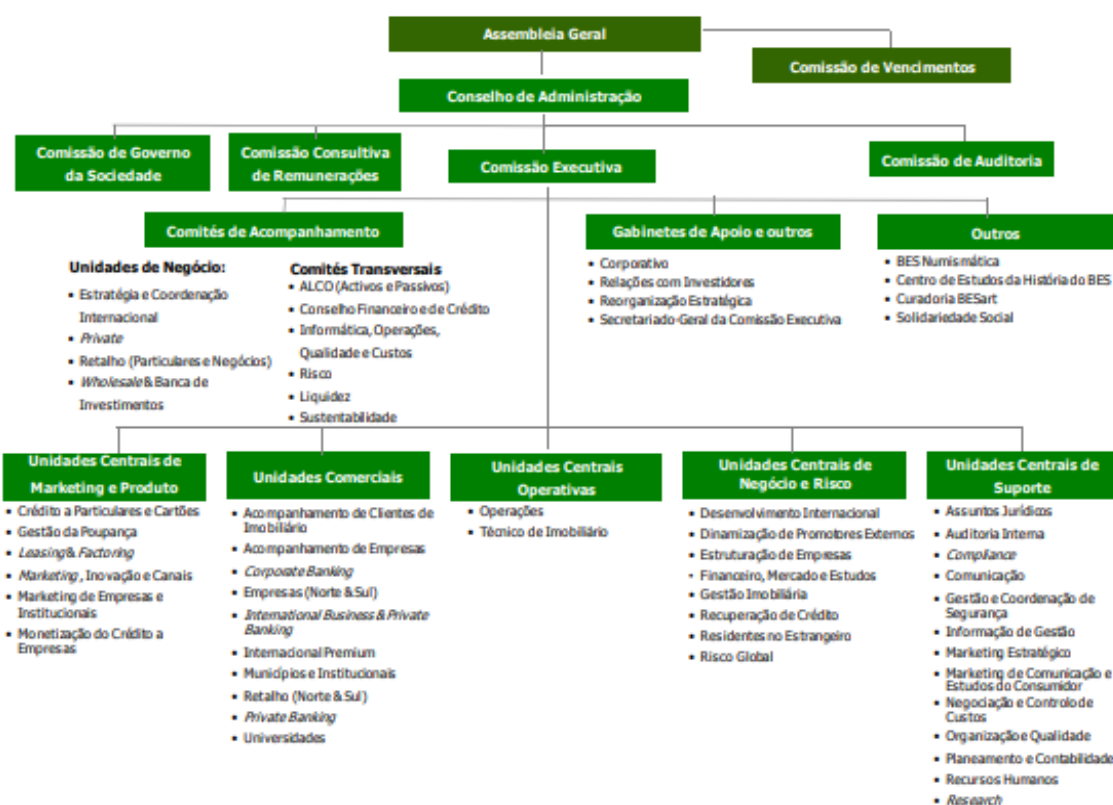 Assembleia Geral
Comissão de Vencimentos
Conselho de Administração
Comissão de Governo
da Sociedade
Comissão Consultiva
de Remunerações
Comissão Executiva
Comissão de Auditoria
Comités de Acompanhamento
Gabinetes de Apoio e outros
Outros
Unidades de Negócio:
• Estratégia e Coordenação
Internacional
• Private
• Retalho (Particulares e Negócios)
• Wholesale & Banca de
Investimentos
Comités Transversais
• ALCO (Activos e Passivos)
• Conselho Financeiro e de Crédito
• Informática, Operações,
Qualidade e Custos
• Risco
• Liquidez
• Sustentabilidade
• Corporativo
• Relações com Investidores
• Reorganização Estratégica
• Secretariado-Geral da Comissão Executiva
• BES Numismática
• Centro de Estudos da História do BES
• Curadoria BESart
• Solidariedade Social
Unidades Centrais de
Marketing e Produto
• Crédito a Particulares e Cartões
• Gestão da Poupança
• Leasing & Factoring
• Marketing, Inovação e Canais
• Marketing de Empresas e
Institucionais
• Monetização do Crédito a
Empresas
Unidades Comerciais
• Acompanhamento de Clientes de
Imobiliário
• Acompanhamento de Empresas
• Corporate Banking
• Empresas (Norte & Sul)
• International Business & Private
Banking
• Internacional Premium
• Municípios e Institucionais
• Retalho (Norte & Sul)
• Private Banking
• Universidades
Unidades Centrais
Operativas
• Operações
• Técnico de Imobiliário
Unidades Centrais de
Negócio e Risco
• Desenvolvimento Internacional
• Dinamização de Promotores Externos
• Estruturação de Empresas
• Financeiro, Mercado e Estudos
• Gestão Imobiliária
• Recuperação de Crédito
• Residentes no Estrangeiro
• Risco Global
Unidades Centrais de
Suporte
• Assuntos Jurídicos
• Auditoria Interna
• Compliance
• Comunicação
• Gestão e Coordenação de
Segurança
• Informação de Gestão
• Marketing Estratégico
• Marketing de Comunicação e
Estudos do Consumidor
• Negociação e Controlo de
Custos
• Organização e Qualidade
• Planeamento e Contabilidade
• Recursos Humanos
• Research